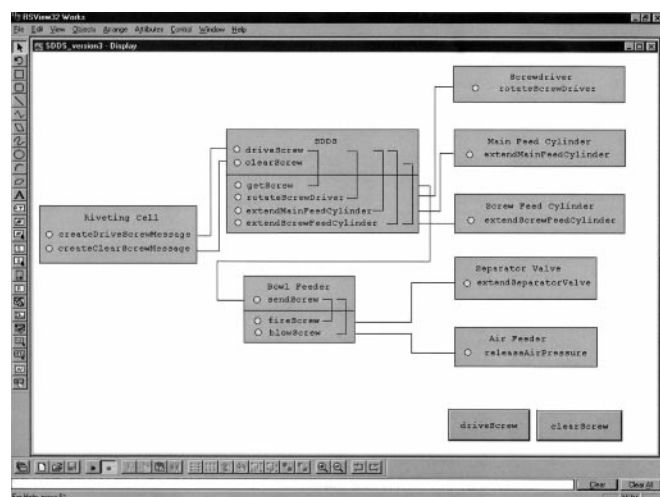 RSView32 Works
File Edit View Objects Arrange Attributes Control Window Help
SDDS_version3 - Display
Screwdriver
rotateScrewDriver
SDDS
driveScrew
clearScrew
getScrew
rotateScrewDriver
extendMainFeedCylinder
extendScrewFeedCylinder
Main Feed Cylinder
extendMainFeedCylinder
Screw Feed Cylinder
extendScrewFeedCylinder
Riveting Cell
createDriveScrewMessage
createClearScrewMessage
Bowl Feeder
sendScrew
fireScrew
blowScrew
Separator Valve
extendSeparatorValve
Air Feeder
releaseAirPressure
driveScrew
clearScrew
Clear
Clear All